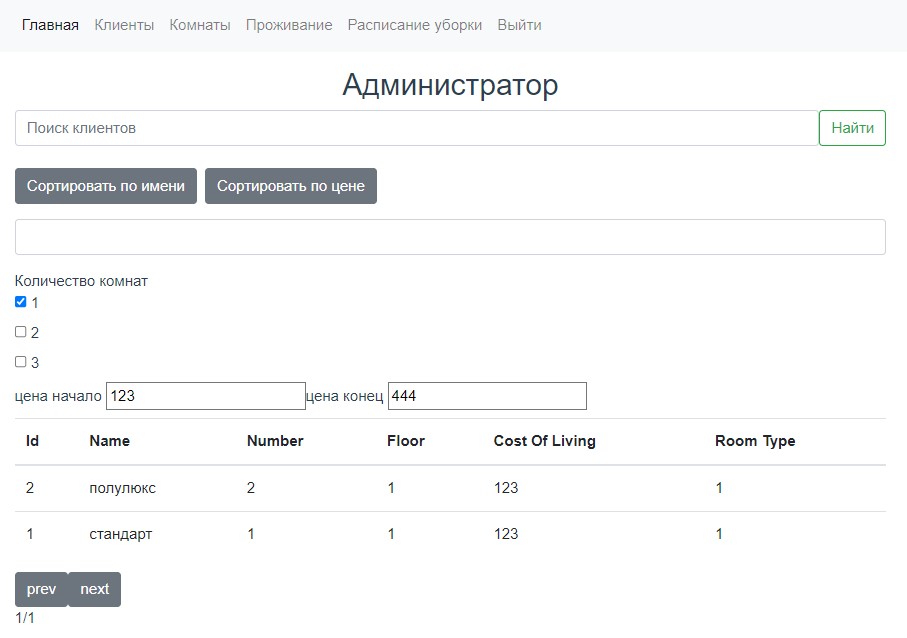 Главная Клиенты Комнаты Проживание Расписание уборки Выйти
Администратор
Поиск клиентов Найти
Сортировать по имени Сортировать по цене
Количество комнат
1
2
3
цена начало 123 цена конец 444
Id Name Number Floor Cost Of Living Room Type
2 полулюкс 2 1 123 1
1 стандарт 1 1 123 1
prev next
1/1